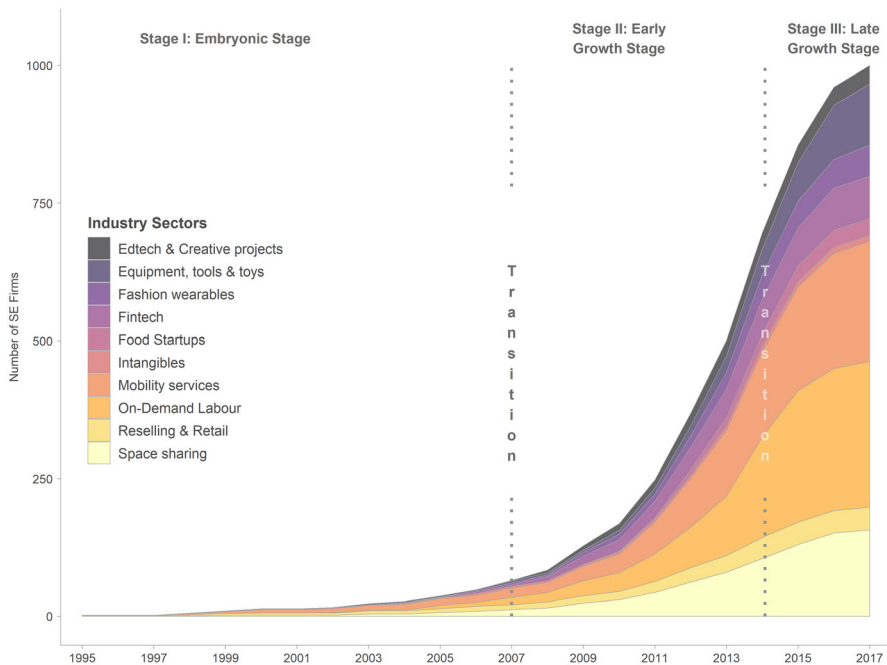 Stage I: Embryonic Stage
Stage II: Early
Growth Stage
Stage III: Late
Growth Stage
Number of SE Firms
1000
750
500
250
0
Industry Sectors
Edtech & Creative projects
Equipment, tools & toys
Fashion wearables
Fintech
Food Startups
Intangibles
Mobility services
On-Demand Labour
Reselling & Retail
Space sharing
Transition
Transition
1995 1997 1999 2001 2003 2005 2007 2009 2011 2013 2015 2017